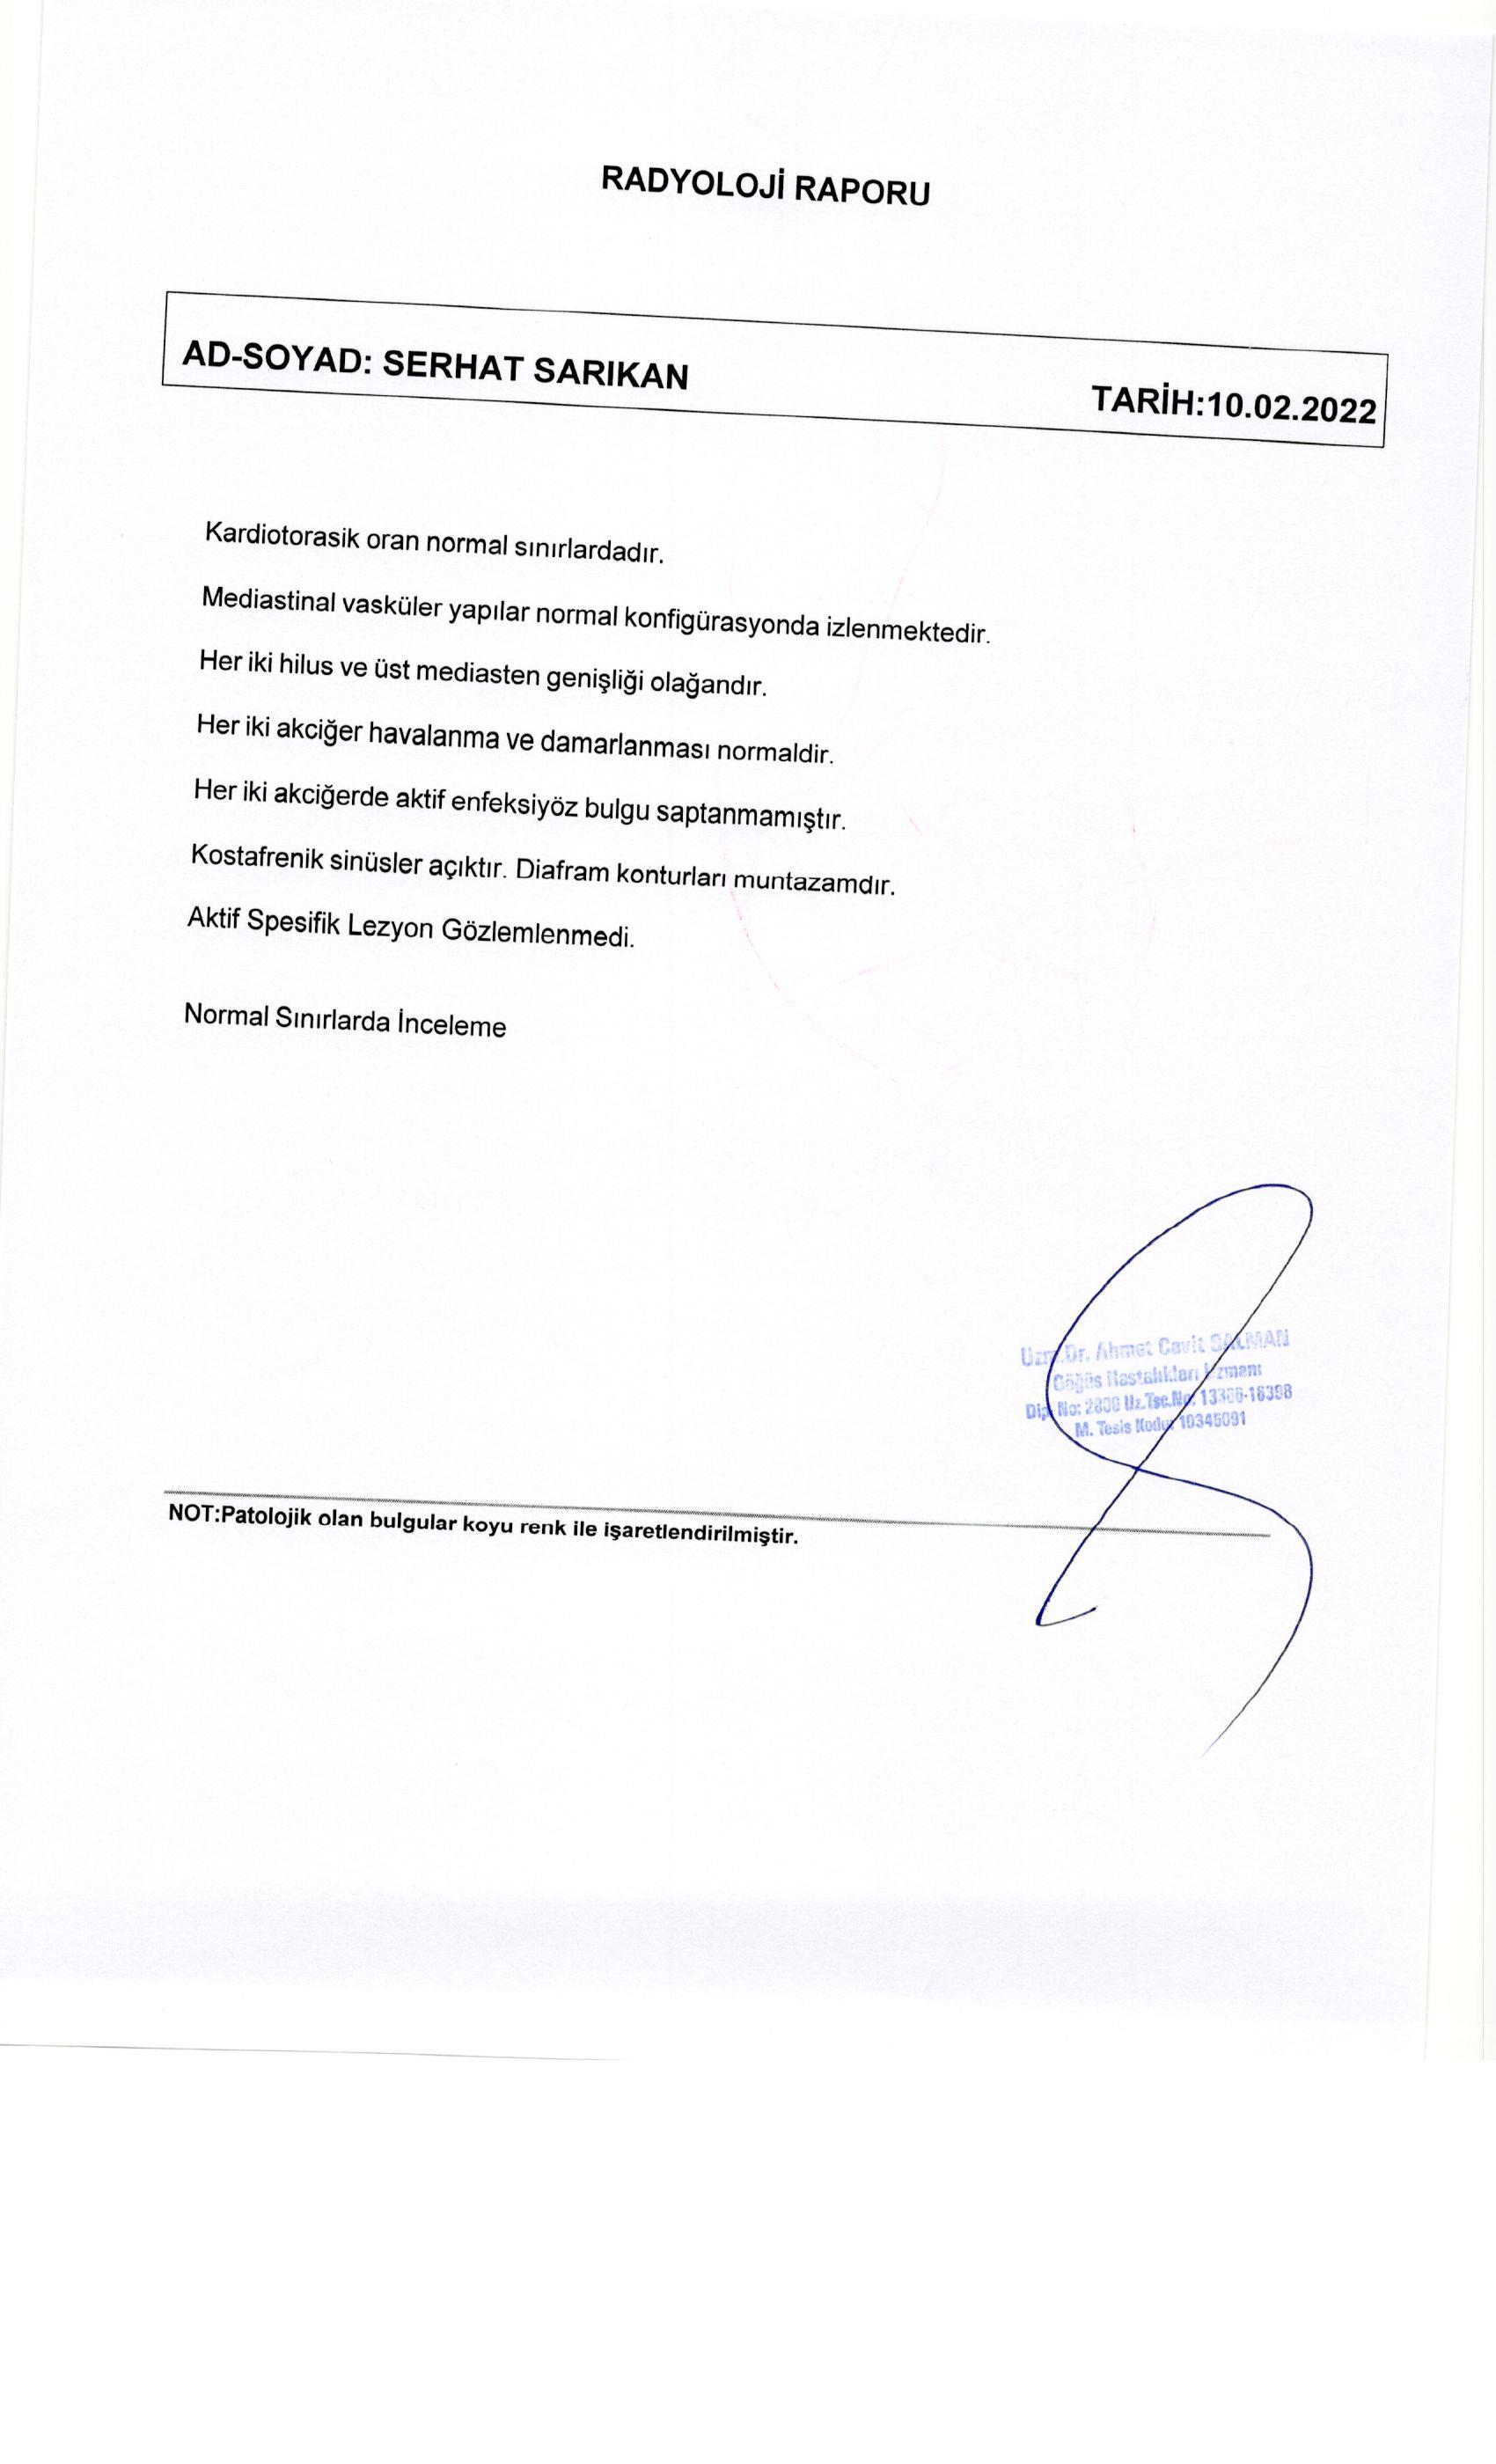 RADYOLOJİ RAPORU
AD-SOYAD: SERHAT SARIKAN
TARİH:10.02.2022
Kardiotorasik oran normal sınırlardadır.
Mediastinal vasküler yapılar normal konfigürasyonda izlenmektedir.
Her iki hilus ve üst mediasten genişliği olağandır.
Her iki akciğer havalanma ve damarlanması normaldir.
Her iki akciğerde aktif enfeksiyöz bulgu saptanmamıştır.
Kostafrenik sinüsler açıktır. Diafram konturları muntazamdır.
Aktif Spesifik Lezyon Gözlemlenmedi.
Normal Sınırlarda İnceleme
Uzm.Dr. Ahmet Cavit SALMAN
Göğüs Hastalıkları Uzmanı
Dip. No: Uz.Tsc.No:
M. Tesis Kodu: 10345091
NOT:Patolojik olan bulgular koyu renk ile işaretlendirilmiştir.